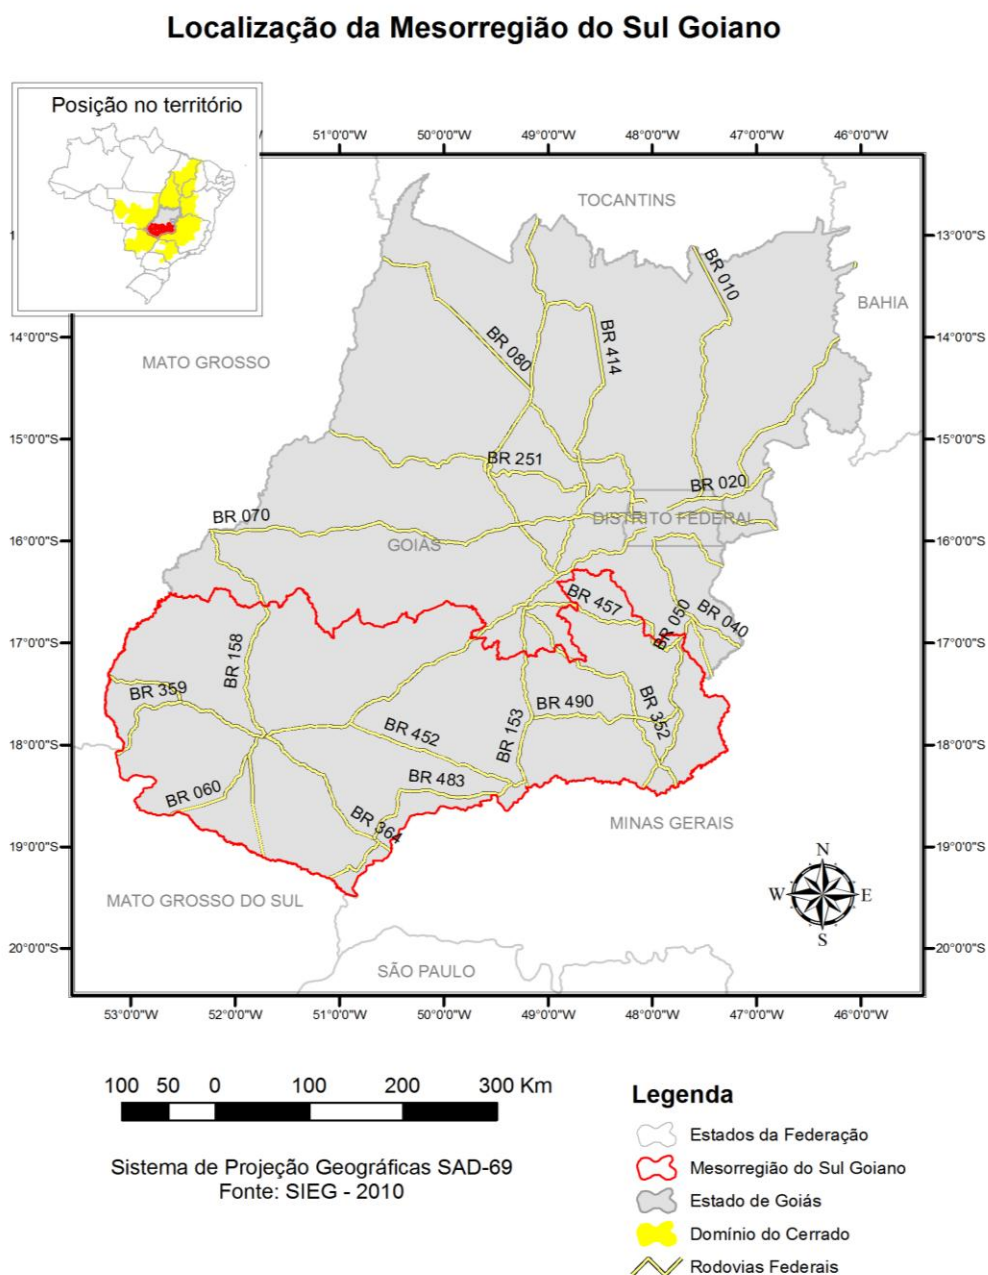 Localização da Mesorregião do Sul Goiano
Posição no território
51°0'0"W 50°0'0"W 49°0'0"W 48°0'0"W 47°0'0"W 46°0'0"W
TOCANTINS
13°0'0"S
BR 010
BAHIA
14°0'0"S 14°0'0"S
MATO GROSSO
BR 080
BR 414
15°0'0"S 15°0'0"S
BR 251
BR 020
BR 070
DISTRITO FEDERAL
16°0'0"S 16°0'0"S
GOIÁS
BR 457
BR 050
BR 040
17°0'0"S 17°0'0"S
BR 158
BR 359
BR 490
BR 352
BR 153
BR 452
18°0'0"S 18°0'0"S
BR 483
BR 060
BR 364
MINAS GERAIS
19°0'0"S 19°0'0"S
N
W E
S
MATO GROSSO DO SUL
20°0'0"S 20°0'0"S
SÃO PAULO
53°0'0"W 52°0'0"W 51°0'0"W 50°0'0"W 49°0'0"W 48°0'0"W 47°0'0"W 46°0'0"W
100 50 0 100 200 300 Km
Sistema de Projeção Geográficas SAD-69
Fonte: SIEG - 2010
Legenda
Estados da Federação
Mesorregião do Sul Goiano
Estado de Goiás
Domínio do Cerrado
Rodovias Federais